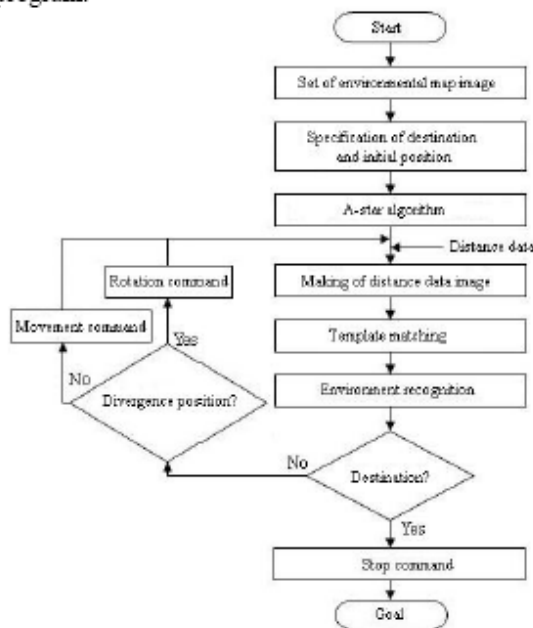 program.
Start
Set of environmental map image
Specification of destination
and initial position
A-star algorithm
Distance data
Rotation command
Making of distance data image
Movement command
Template matching
Yes
No
Divergence position?
Environment recognition
No
Destination?
Yes
Stop command
Goal